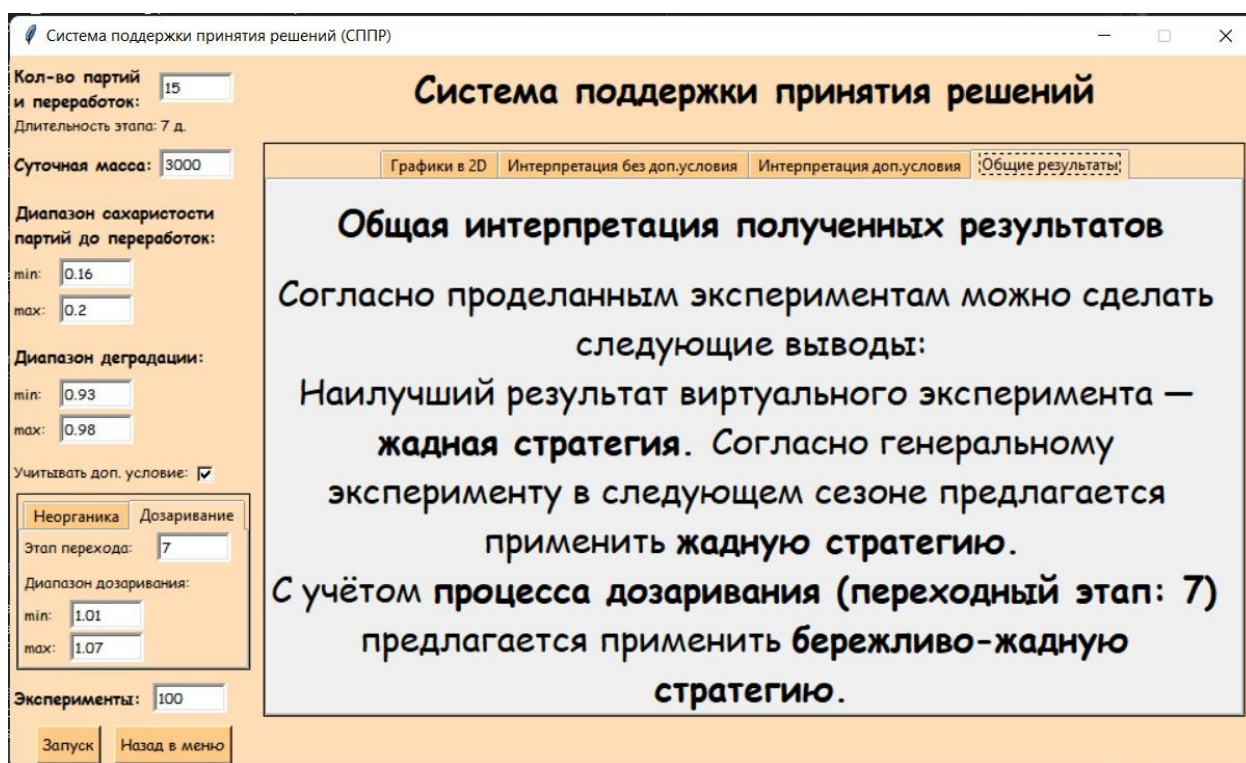 Система поддержки принятия решений (СППР)
Кол-во партий
и переработок:
15
Длительность этапа: 7 д.
Суточная масса: 3000
Диапазон сахаристости
партий до переработок:
min: 0.16
max: 0.2
Диапазон деградации:
min: 0.93
max: 0.98
Учитывать доп. условие:
Неорганика Дозаривание
Этап перехода: 7
Диапазон дозаривания:
min: 1.01
max: 1.07
Эксперименты: 100
Запуск Назад в меню
Система поддержки принятия решений
Графики в 2D Интерпретация без доп.условия Интерпретация доп.условия Общие результаты
Общая интерпретация полученных результатов
Согласно проделанным экспериментам можно сделать
следующие выводы:
Наилучший результат виртуального эксперимента —
жадная стратегия. Согласно генеральному
эксперименту в следующем сезоне предлагается
применить жадную стратегию.
С учётом процесса дозаривания (переходный этап: 7)
предлагается применить бережливо-жадную
стратегию.